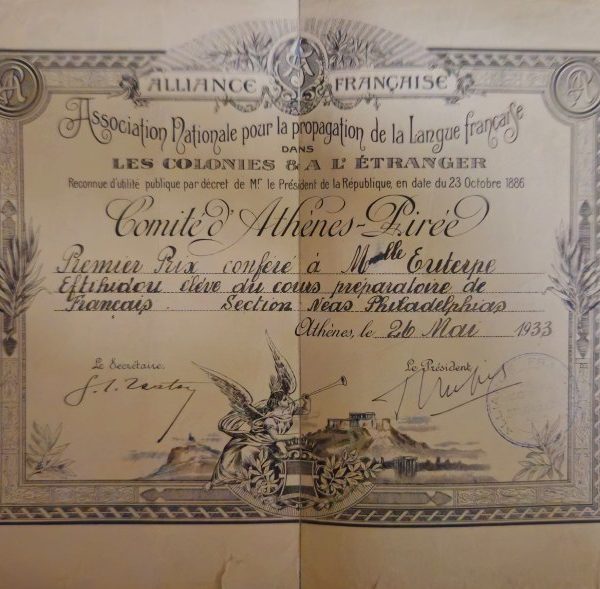 ALLIANCE FRANÇAISE
Association Nationale pour la propagation de la Langue française
DANS
LES COLONIES & A L'ÉTRANGER
Reconnue d'utilité publique par décret de Mr. le Président de la République, en date du 23 Octobre 1886
Comité d'Athènes-Pirée
Premier Prix conféré à Melle Euterpe
Eftihidou élève du cours préparatoire de
Français. Section Néas Philadelphias
Athènes, le 26 Mai 1933
Le Secrétaire,
Le Président,